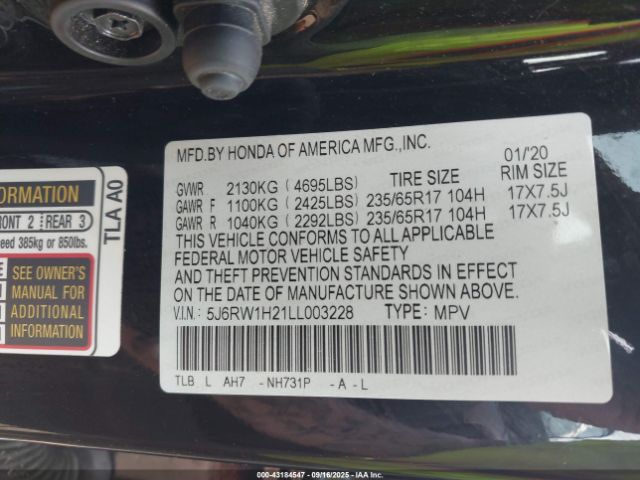 MFD.BY HONDA OF AMERICA MFG.,INC. 01/'20
GVWR 2130KG (4695LBS) TIRE SIZE RIM SIZE
GAWR F 1100KG (2425LBS) 235/65R17 104H 17X7.5J
GAWR R 1040KG (2292LBS) 235/65R17 104H 17X7.5J
THIS VEHICLE CONFORMS TO ALL APPLICABLE
FEDERAL MOTOR VEHICLE SAFETY
AND THEFT PREVENTION STANDARDS IN EFFECT
ON THE DATE OF MANUFACTURE SHOWN ABOVE.
V.I.N.: 5J6RW1H21LL003228 TYPE: MPV
TLB L AH7 -NH731P -A-L
ORMATION
RONT 2 REAR 3
eed 385kg or 850lbs.
SEE OWNER'S
MANUAL FOR
ADDITIONAL
INFORMATION
TLA A0
000-43184547 - 09/16/2025 - © IAA Holdings, LLC